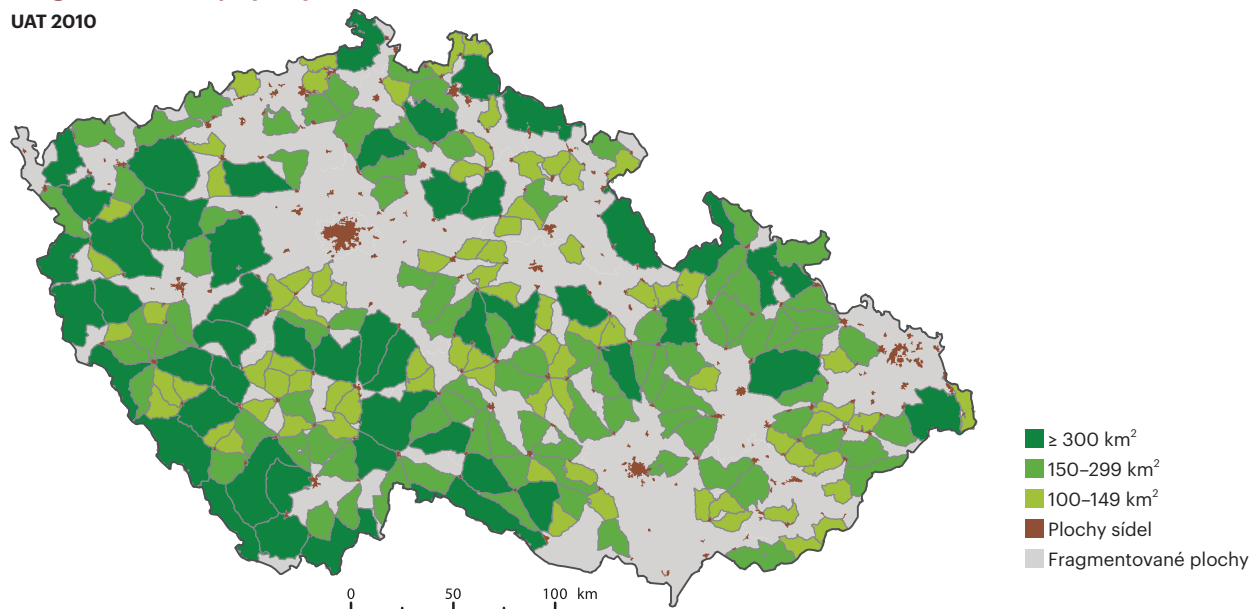 UAT 2010
≥ 300 km²
150–299 km²
100–149 km²
Plochy sídel
Fragmentované plochy
0 50 100 km